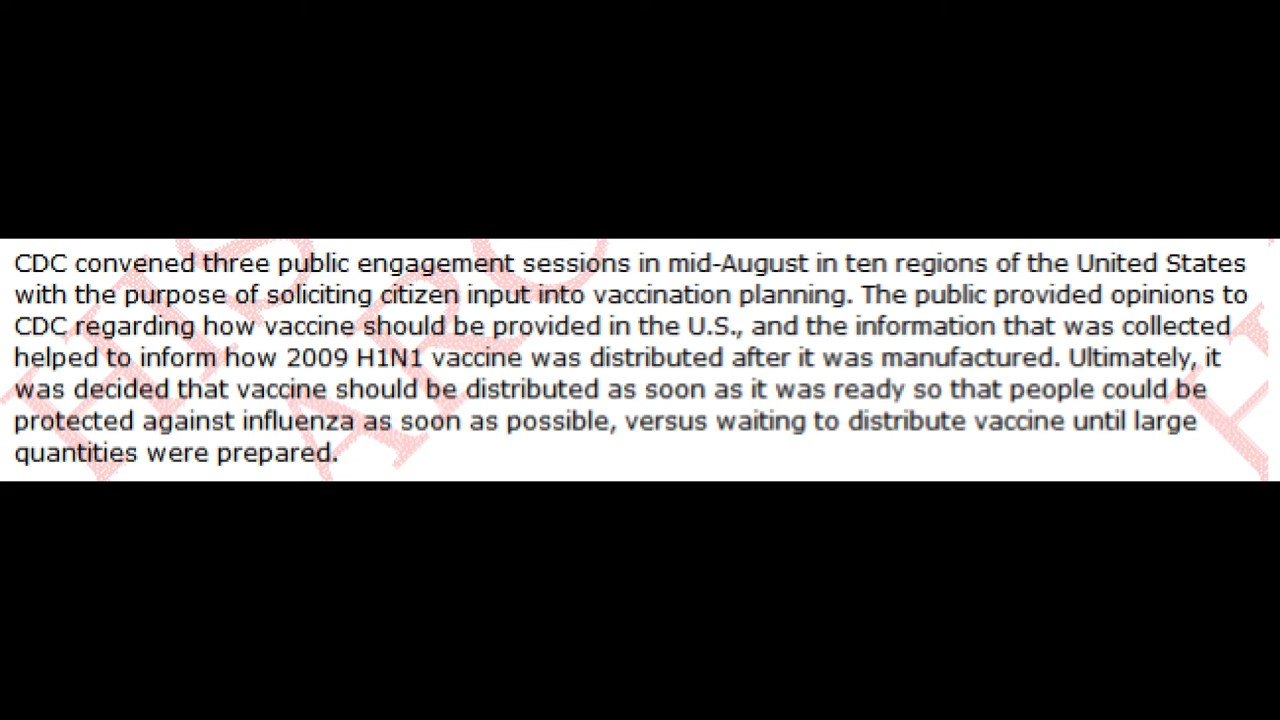 CDC convened three public engagement sessions in mid-August in ten regions of the United States
with the purpose of soliciting citizen input into vaccination planning. The public provided opinions to
CDC regarding how vaccine should be provided in the U.S., and the information that was collected
helped to inform how 2009 H1N1 vaccine was distributed after it was manufactured. Ultimately, it
was decided that vaccine should be distributed as soon as it was ready so that people could be
protected against influenza as soon as possible, versus waiting to distribute vaccine until large
quantities were prepared.